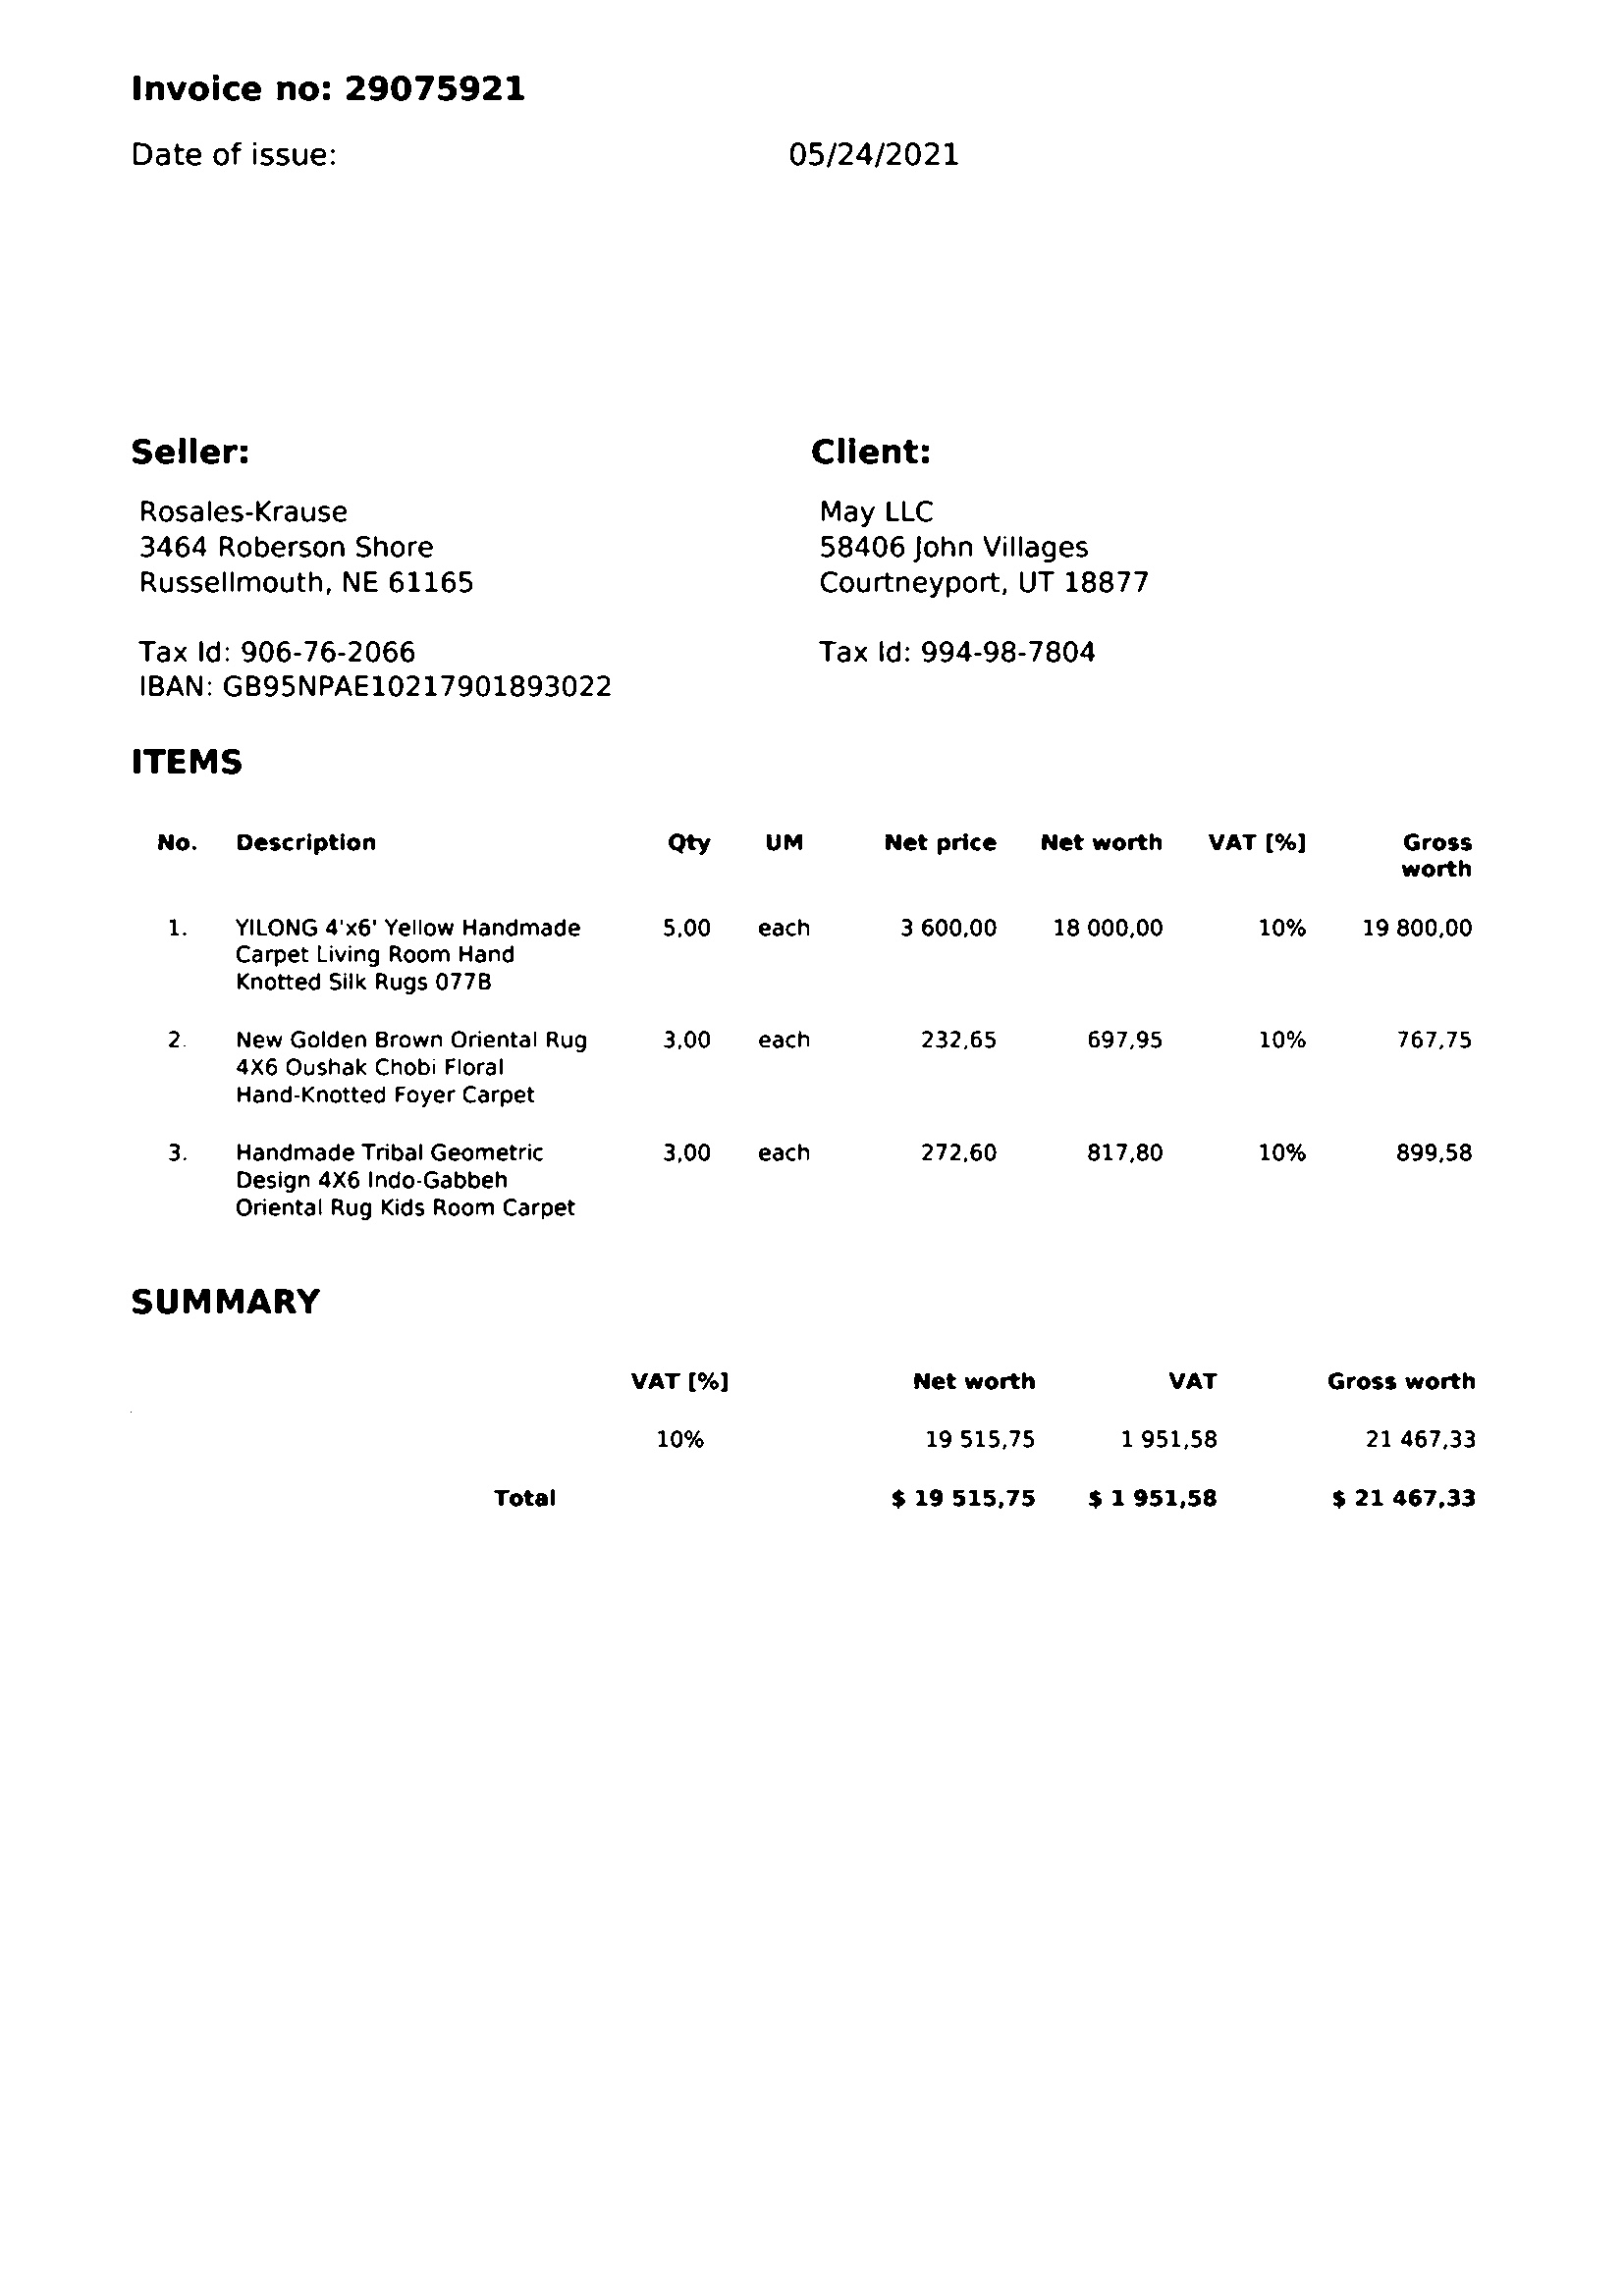 Invoice no: 29075921
Date of issue: 05/24/2021
Seller: Client:
Rosales-Krause May LLC
3464 Roberson Shore 58406 John Villages
Russellmouth, NE 61165 Courtneyport, UT 18877
Tax Id: 906-76-2066 Tax Id: 994-98-7804
IBAN: GB95NPAE10217901893022
ITEMS
No. Description Qty UM Net price Net worth VAT [%] Gross
worth
1. YILONG 4'x6' Yellow Handmade 5,00 each 3 600,00 18 000,00 10% 19 800,00
Carpet Living Room Hand
Knotted Silk Rugs 077B
2. New Golden Brown Oriental Rug 3,00 each 232,65 697,95 10% 767,75
4X6 Oushak Chobi Floral
Hand-Knotted Foyer Carpet
3. Handmade Tribal Geometric 3,00 each 272,60 817,80 10% 899,58
Design 4X6 Indo-Gabbeh
Oriental Rug Kids Room Carpet
SUMMARY
VAT [%] Net worth VAT Gross worth
10% 19 515,75 1 951,58 21 467,33
Total $ 19 515,75 $ 1 951,58 $ 21 467,33